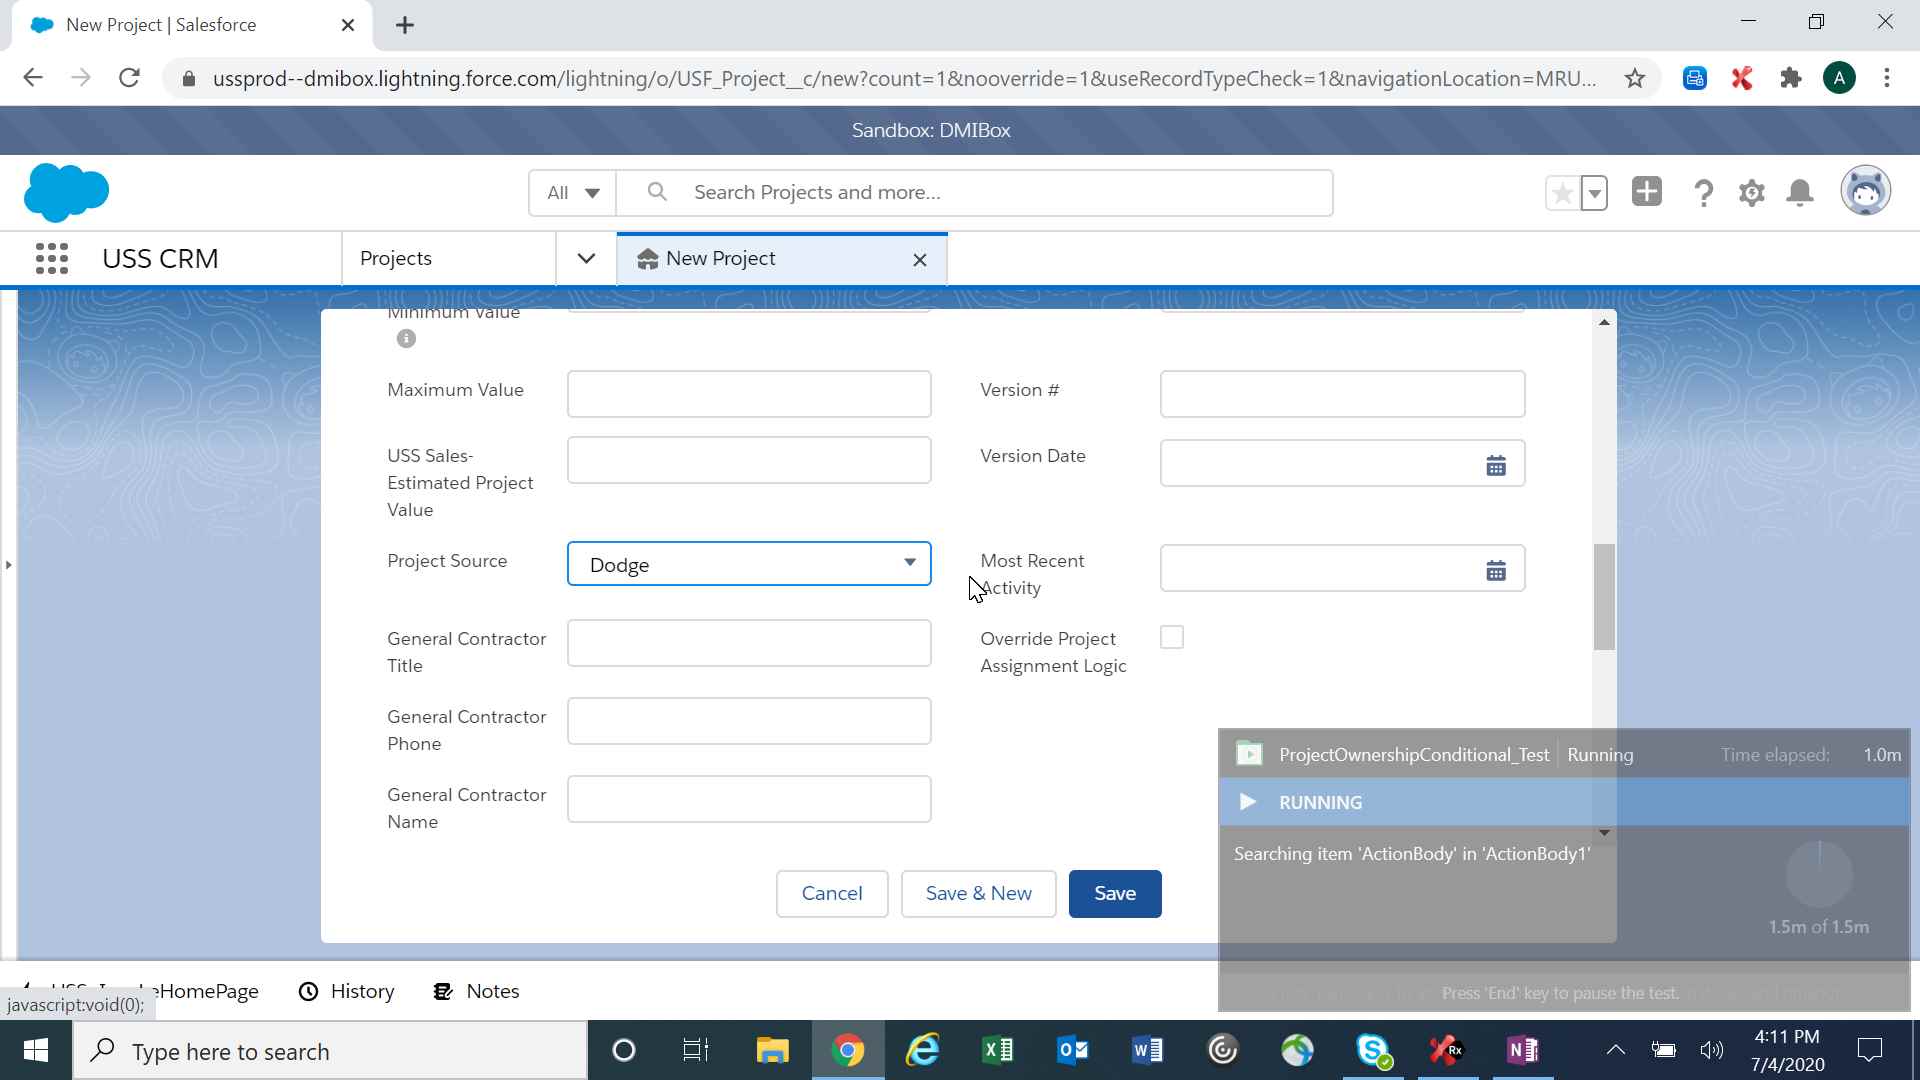 New Project | Salesforce
ussprod--dmibox.lightning.force.com/lightning/o/USF_Project__c/new?count=1&nooverride=1&useRecordTypeCheck=1&navigationLocation=MRU...
A
Sandbox: DMIBox
All
Search Projects and more...
USS CRM
Projects
New Project
Minimum Value
Maximum Value
Version #
USS Sales-
Estimated Project
Value
Version Date
Project Source
Dodge
Most Recent
Activity
General Contractor
Title
Override Project
Assignment Logic
General Contractor
Phone
General Contractor
Name
Cancel
Save & New
Save
ProjectOwnershipConditional_Test
Running
Time elapsed:
1.0m
RUNNING
Searching item 'ActionBody' in 'ActionBody1'
1.5m of 1.5m
Press 'End' key to pause the test.
eHomePage
History
Notes
javascript:void(0);
Type here to search
4:11 PM
7/4/2020